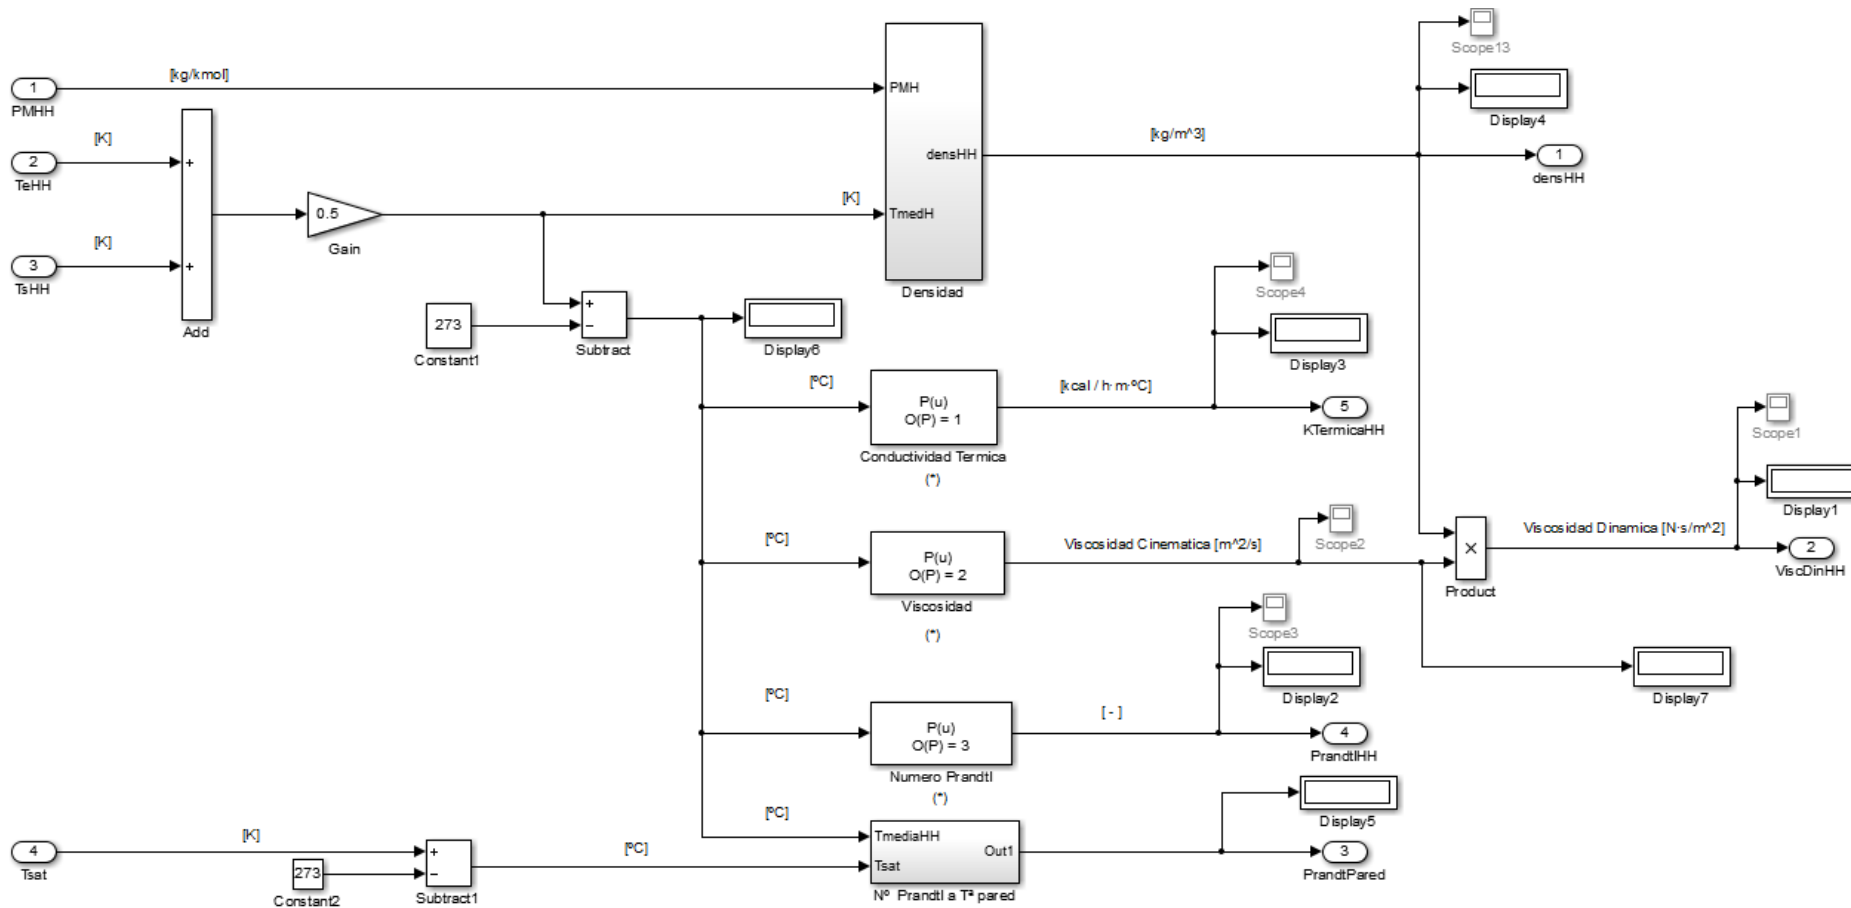 Scope13
[kg/kmol]
1
PMHH
PMH
Display4
[K]
2
TeHH
+
densHH
[kg/m^3]
1
densHH
0.5
Gain
[K]
TmedH
[K]
3
TsHH
+
Add
Densidad
Scope4
273
Constant1
+
−
Subtract
Display6
Display3
[ºC]
P(u)
O(P) = 1
Conductividad Termica
(*)
[kcal / h·m·ºC]
5
KTermicaHH
Scope1
Display1
[ºC]
P(u)
O(P) = 2
Viscosidad
(*)
Viscosidad Cinematica [m^2/s]
Scope2
×
Product
Viscosidad Dinamica [N·s/m^2]
2
ViscDinHH
Scope3
Display2
Display7
[ºC]
P(u)
O(P) = 3
Numero Prandtl
(*)
[ - ]
4
PrandtlHH
Display5
[ºC]
TmediaHH
Tsat
Out1
Nº Prandtl a Tª pared
3
PrandtPared
[K]
4
Tsat
273
Constant2
+
−
Subtract1
[ºC]